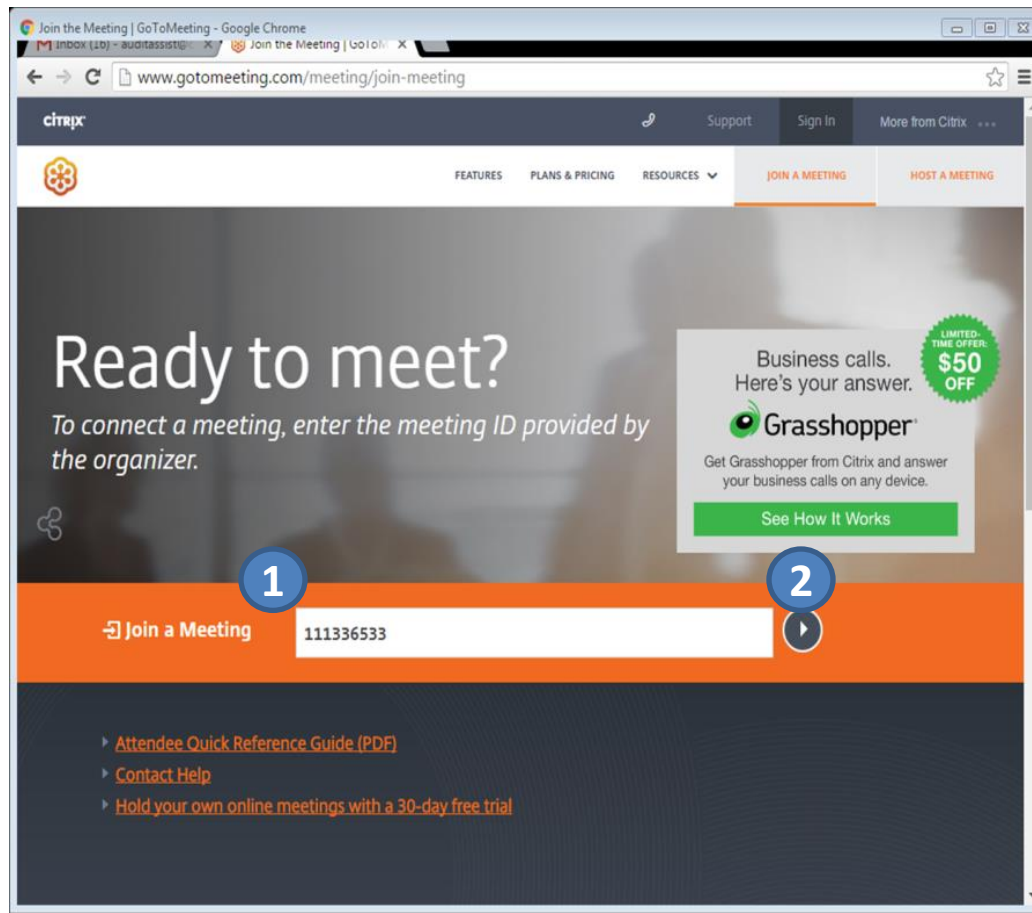 Join the Meeting | GoToMeeting - Google Chrome
Inbox (16) - auditassist@
Join the Meeting | GoTo
www.gotomeeting.com/meeting/join-meeting
CITRIX
Support
Sign In
More from Citrix
FEATURES
PLANS & PRICING
RESOURCES
JOIN A MEETING
HOST A MEETING
Ready to meet?
To connect a meeting, enter the meeting ID provided by
the organizer.
LIMITED-
TIME OFFER:
$50
OFF
Business calls.
Here's your answer.
Grasshopper
Get Grasshopper from Citrix and answer
your business calls on any device.
See How It Works
1
2
Join a Meeting
111336533
Attendee Quick Reference Guide (PDF)
Contact Help
Hold your own online meetings with a 30-day free trial